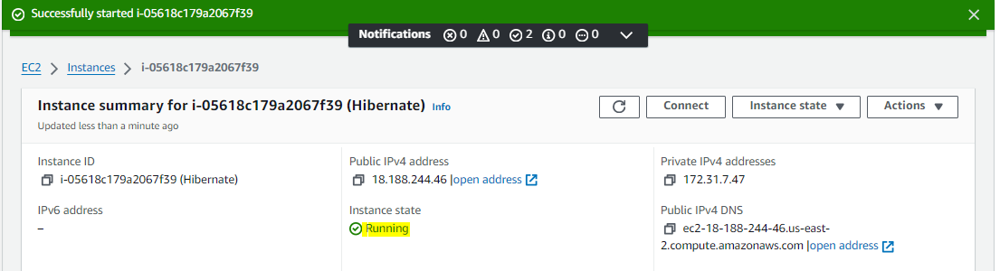 Successfully started i-05618c179a2067f39
Notifications 0 0 2 0 0
EC2 > Instances > i-05618c179a2067f39
Instance summary for i-05618c179a2067f39 (Hibernate) Info
Updated less than a minute ago
Connect
Instance state
Actions
Instance ID
i-05618c179a2067f39 (Hibernate)
Public IPv4 address
18.188.244.46 |open address
Private IPv4 addresses
172.31.7.47
IPv6 address
–
Instance state
Running
Public IPv4 DNS
ec2-18-188-244-46.us-east-
2.compute.amazonaws.com |open address